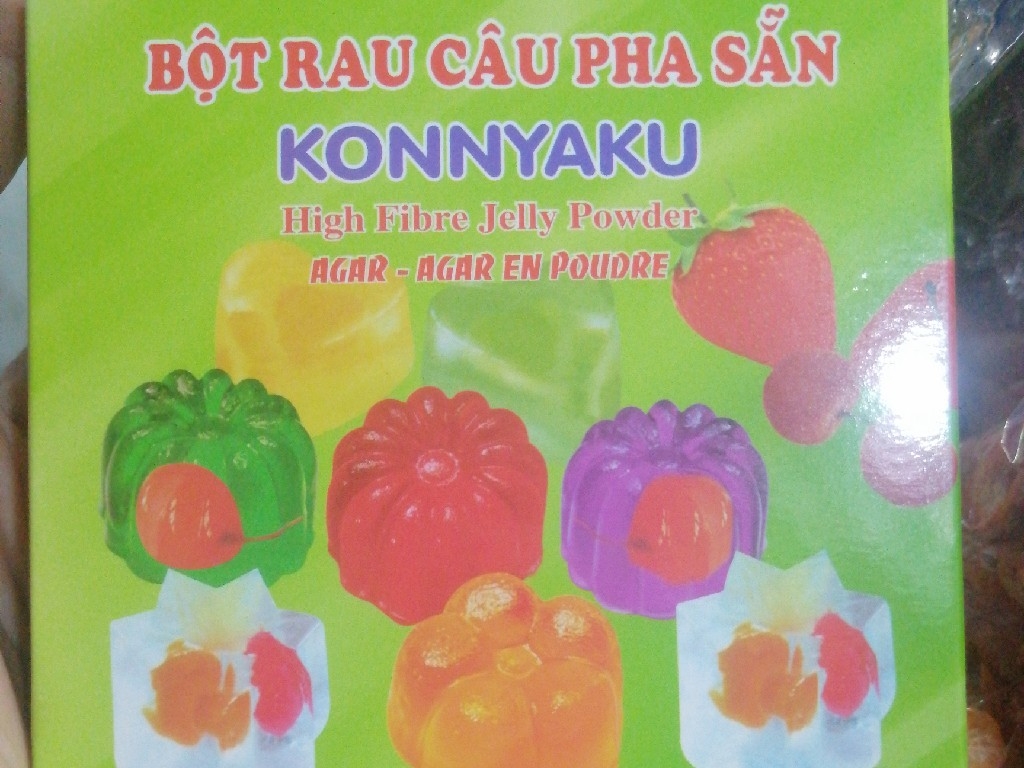 BỘT RAU CÂU PHA SẴN
KONNYAKU
High Fibre Jelly Powder
AGAR - AGAR EN POUDRE